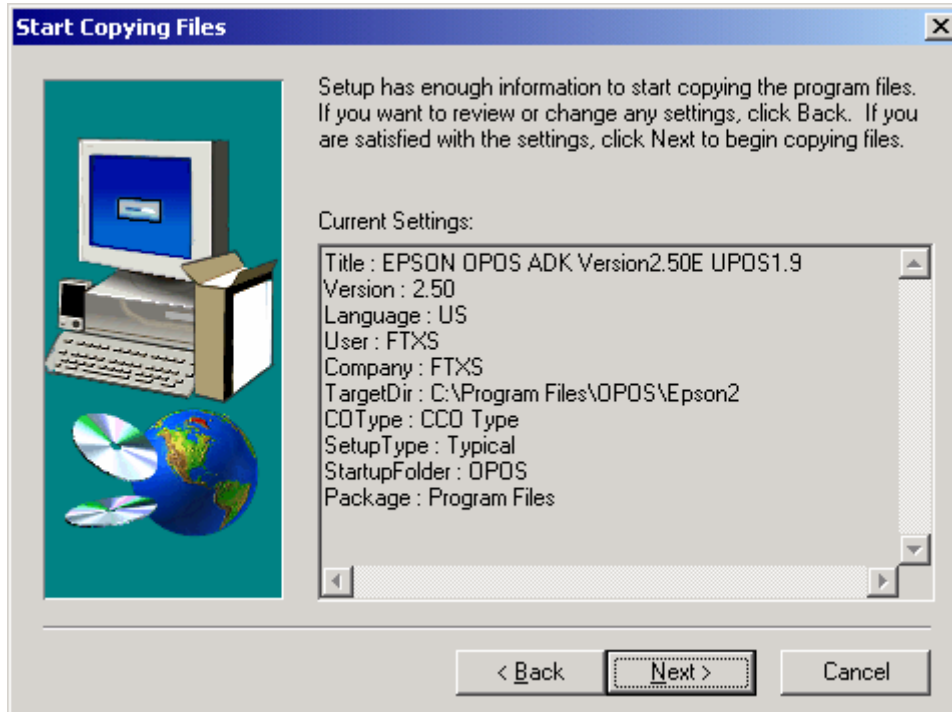 Start Copying Files
Setup has enough information to start copying the program files.
If you want to review or change any settings, click Back.  If you
are satisfied with the settings, click Next to begin copying files.
Current Settings:
Title : EPSON OPOS ADK Version2.50E UPOS1.9
Version : 2.50
Language : US
User : FTXS
Company : FTXS
TargetDir : C:\Program Files\OPOS\Epson2
COType : CCO Type
SetupType : Typical
StartupFolder : OPOS
Package : Program Files
< Back
Next >
Cancel